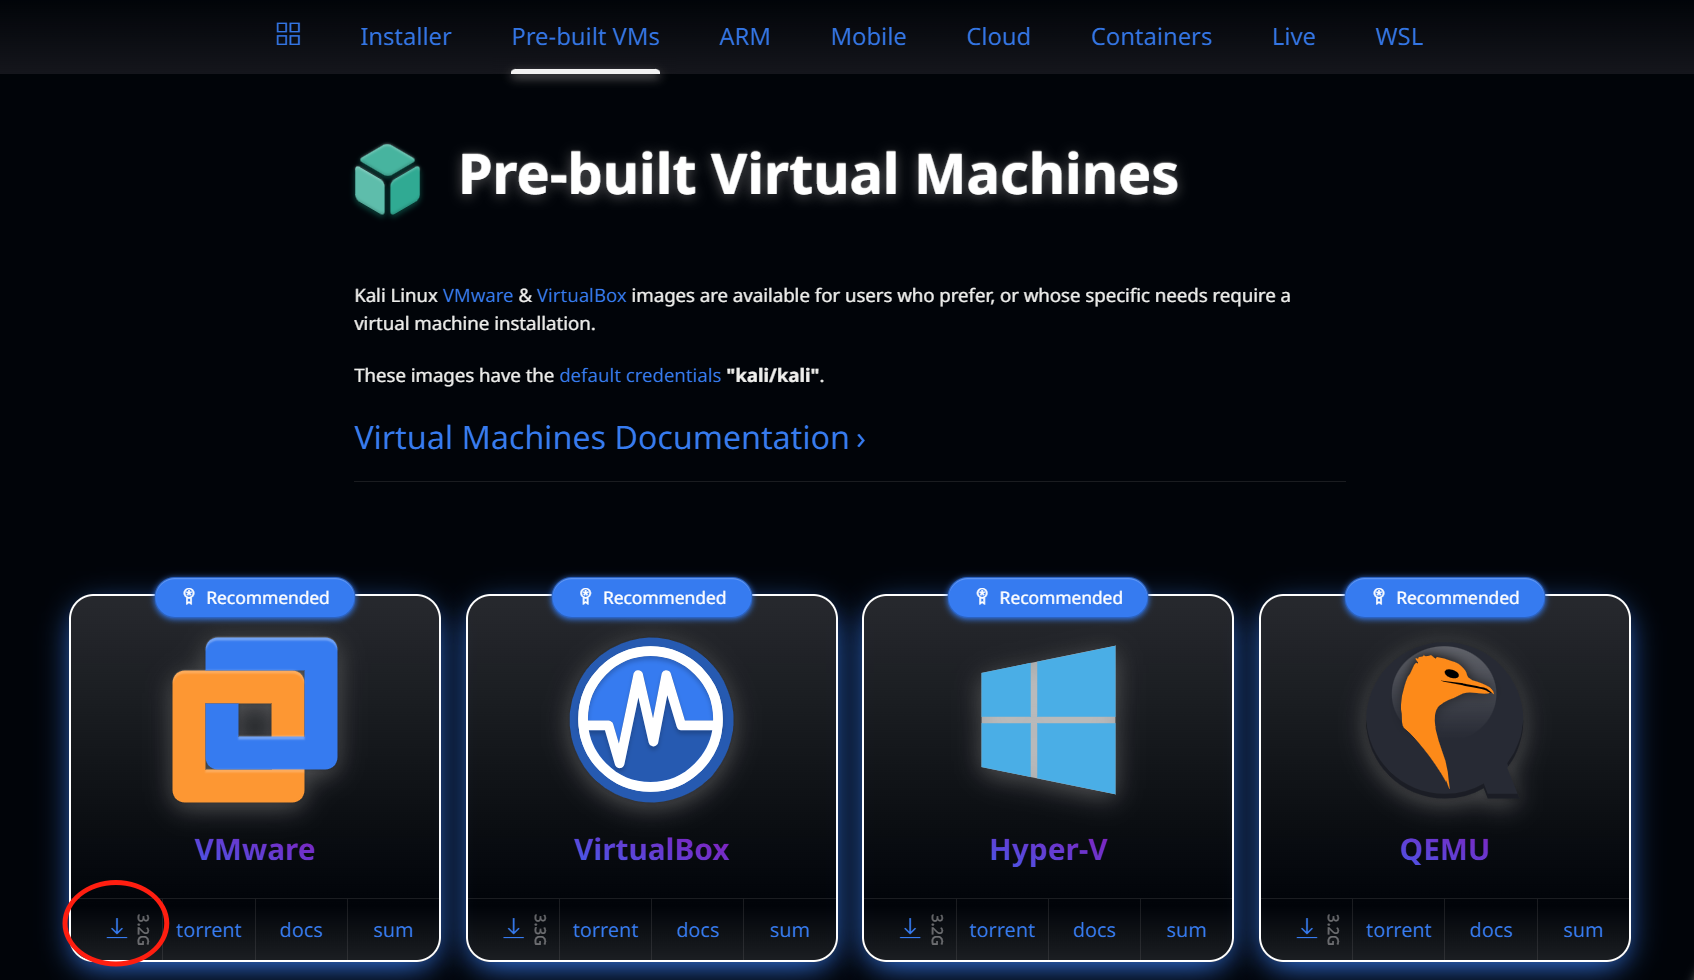 Installer Pre-built VMs ARM Mobile Cloud Containers Live WSL
Pre-built Virtual Machines
Kali Linux VMware & VirtualBox images are available for users who prefer, or whose specific needs require a
virtual machine installation.
These images have the default credentials "kali/kali".
Virtual Machines Documentation ›
Recommended
VMware
3.2G torrent docs sum
Recommended
VirtualBox
3.3G torrent docs sum
Recommended
Hyper-V
3.2G torrent docs sum
Recommended
QEMU
3.2G torrent docs sum